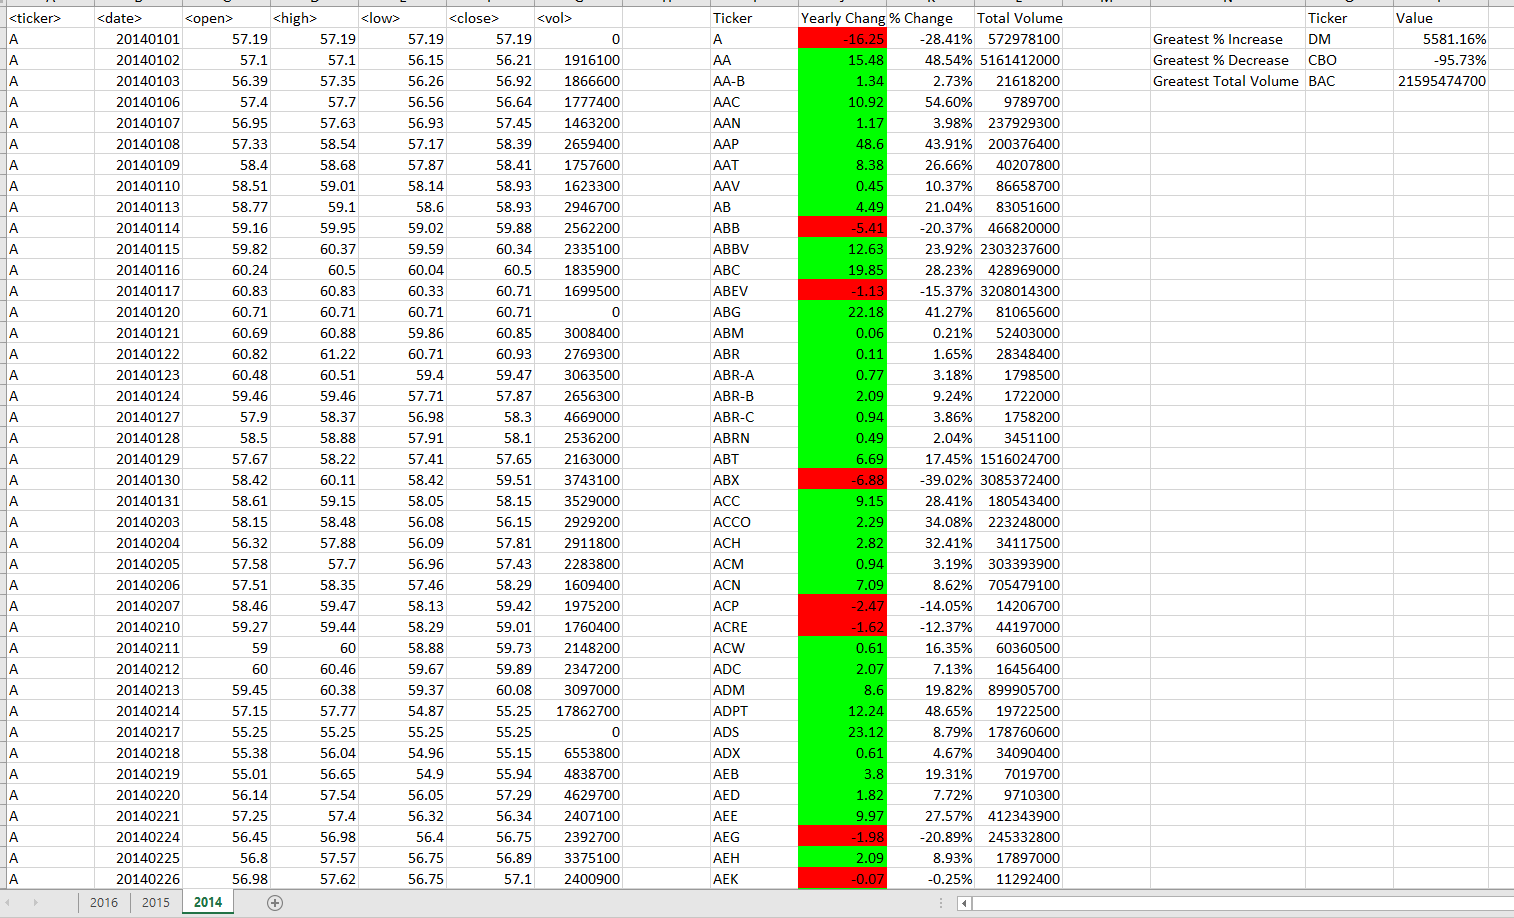 <ticker> <date> <open> <high> <low> <close> <vol> Ticker Yearly Chang % Change Total Volume Ticker Value
A 20140101 57.19 57.19 57.19 57.19 0 A -16.25 -28.41% 572978100 Greatest % Increase DM 5581.16%
A 20140102 57.1 57.1 56.15 56.21 1916100 AA 15.48 48.54% 5161412000 Greatest % Decrease CBO -95.73%
A 20140103 56.39 57.35 56.26 56.92 1866600 AA-B 1.34 2.73% 21618200 Greatest Total Volume BAC 21595474700
A 20140106 57.4 57.7 56.56 56.64 1777400 AAC 10.92 54.60% 9789700
A 20140107 56.95 57.63 56.93 57.45 1463200 AAN 1.17 3.98% 237929300
A 20140108 57.33 58.54 57.17 58.39 2659400 AAP 48.6 43.91% 200376400
A 20140109 58.4 58.68 57.87 58.41 1757600 AAT 8.38 26.66% 40207800
A 20140110 58.51 59.01 58.14 58.93 1623300 AAV 0.45 10.37% 86658700
A 20140113 58.77 59.1 58.6 58.93 2946700 AB 4.49 21.04% 83051600
A 20140114 59.16 59.95 59.02 59.88 2562200 ABB -5.41 -20.37% 466820000
A 20140115 59.82 60.37 59.59 60.34 2335100 ABBV 12.63 23.92% 2303237600
A 20140116 60.24 60.5 60.04 60.5 1835900 ABC 19.85 28.23% 428969000
A 20140117 60.83 60.83 60.33 60.71 1699500 ABEV -1.13 -15.37% 3208014300
A 20140120 60.71 60.71 60.71 60.71 0 ABG 22.18 41.27% 81065600
A 20140121 60.69 60.88 59.86 60.85 3008400 ABM 0.06 0.21% 52403000
A 20140122 60.82 61.22 60.71 60.93 2769300 ABR 0.11 1.65% 28348400
A 20140123 60.48 60.51 59.4 59.47 3063500 ABR-A 0.77 3.18% 1798500
A 20140124 59.46 59.46 57.71 57.87 2656300 ABR-B 2.09 9.24% 1722000
A 20140127 57.9 58.37 56.98 58.3 4669000 ABR-C 0.94 3.86% 1758200
A 20140128 58.5 58.88 57.91 58.1 2536200 ABRN 0.49 2.04% 3451100
A 20140129 57.67 58.22 57.41 57.65 2163000 ABT 6.69 17.45% 1516024700
A 20140130 58.42 60.11 58.42 59.51 3743100 ABX -6.88 -39.02% 3085372400
A 20140131 58.61 59.15 58.05 58.15 3529000 ACC 9.15 28.41% 180543400
A 20140203 58.15 58.48 56.08 56.15 2929200 ACCO 2.29 34.08% 223248000
A 20140204 56.32 57.88 56.09 57.81 2911800 ACH 2.82 32.41% 34117500
A 20140205 57.58 57.7 56.96 57.43 2283800 ACM 0.94 3.19% 303393900
A 20140206 57.51 58.35 57.46 58.29 1609400 ACN 7.09 8.62% 705479100
A 20140207 58.46 59.47 58.13 59.42 1975200 ACP -2.47 -14.05% 14206700
A 20140210 59.27 59.44 58.29 59.01 1760400 ACRE -1.62 -12.37% 44197000
A 20140211 59 60 58.88 59.73 2148200 ACW 0.61 16.35% 60360500
A 20140212 60 60.46 59.67 59.89 2347200 ADC 2.07 7.13% 16456400
A 20140213 59.45 60.38 59.37 60.08 3097000 ADM 8.6 19.82% 899905700
A 20140214 57.15 57.77 54.87 55.25 17862700 ADPT 12.24 48.65% 19722500
A 20140217 55.25 55.25 55.25 55.25 0 ADS 23.12 8.79% 178760600
A 20140218 55.38 56.04 54.96 55.15 6553800 ADX 0.61 4.67% 34090400
A 20140219 55.01 56.65 54.9 55.94 4838700 AEB 3.8 19.31% 7019700
A 20140220 56.14 57.54 56.05 57.29 4629700 AED 1.82 7.72% 9710300
A 20140221 57.25 57.4 56.32 56.34 2407100 AEE 9.97 27.57% 412343900
A 20140224 56.45 56.98 56.4 56.75 2392700 AEG -1.98 -20.89% 245332800
A 20140225 56.8 57.57 56.75 56.89 3375100 AEH 2.09 8.93% 17897000
A 20140226 56.98 57.62 56.75 57.1 2400900 AEK -0.07 -0.25% 11292400
2016 2015 2014